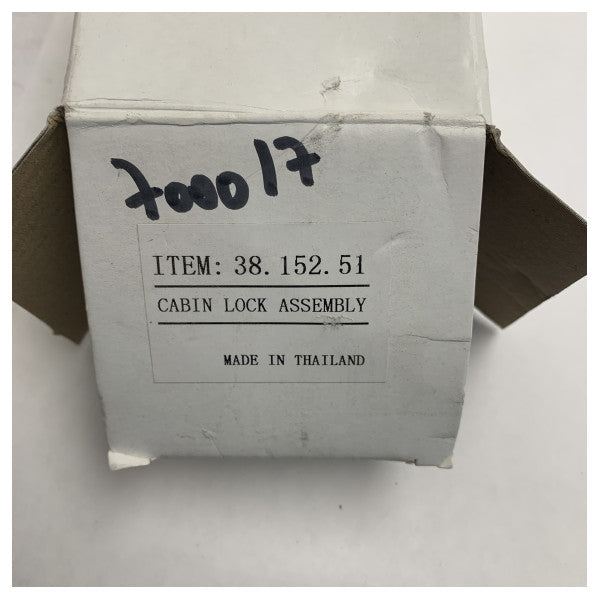 700017
ITEM: 38.152.51
CABIN LOCK ASSEMBLY
MADE IN THAILAND